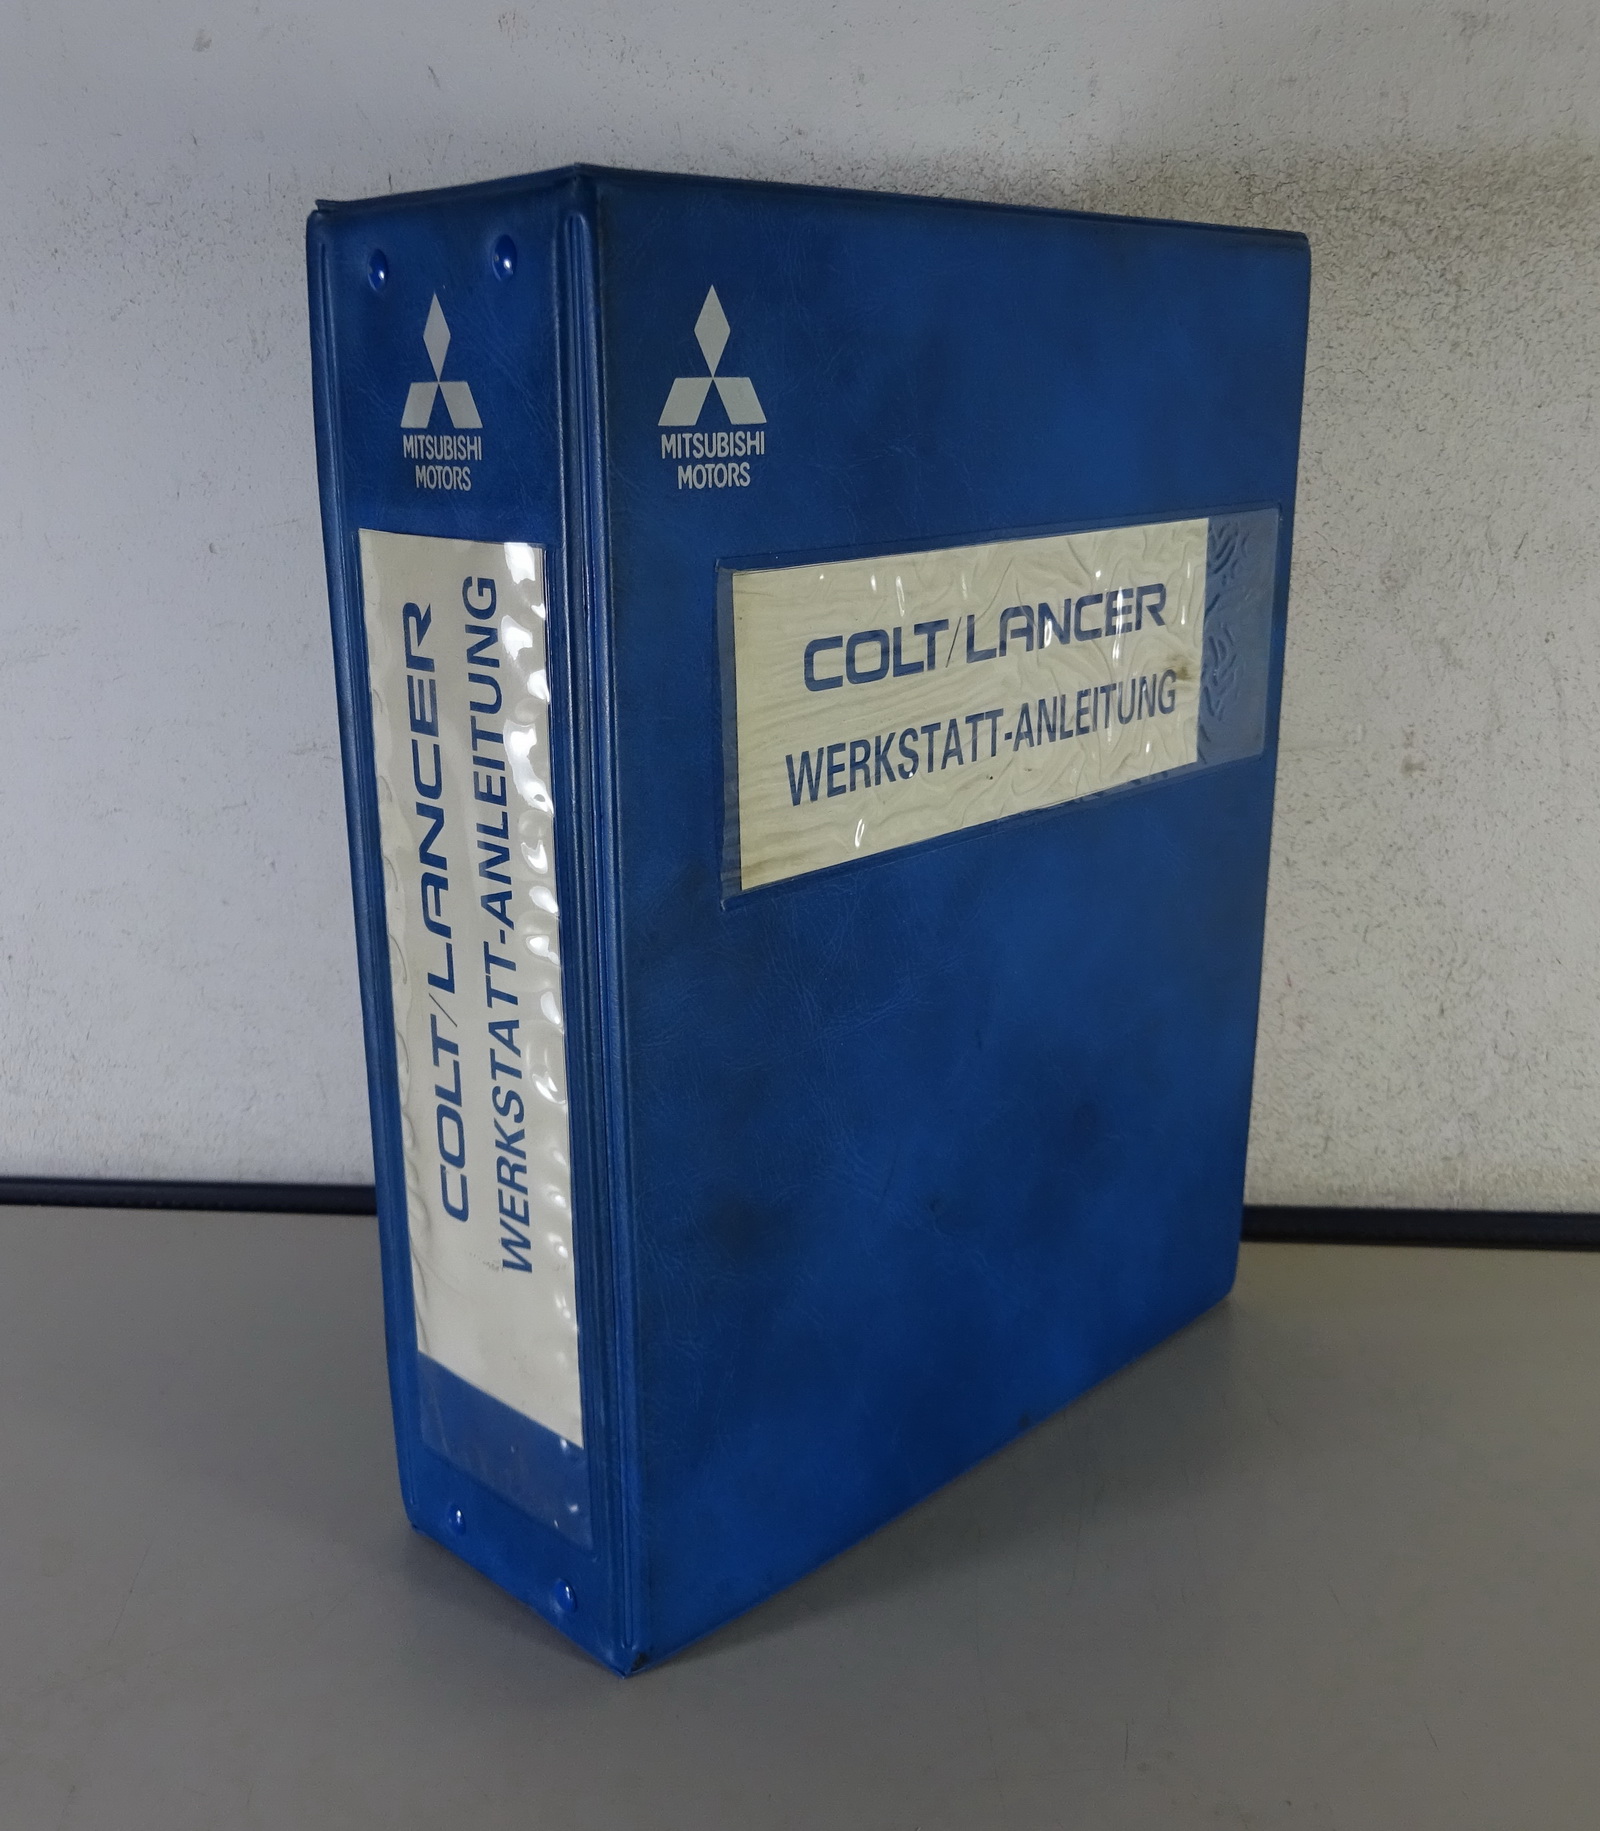 MITSUBISHI
MOTORS
COLT/LANCER
WERKSTATT-ANLEITUNG
MITSUBISHI
MOTORS
COLT/LANCER
WERKSTATT-ANLEITUNG